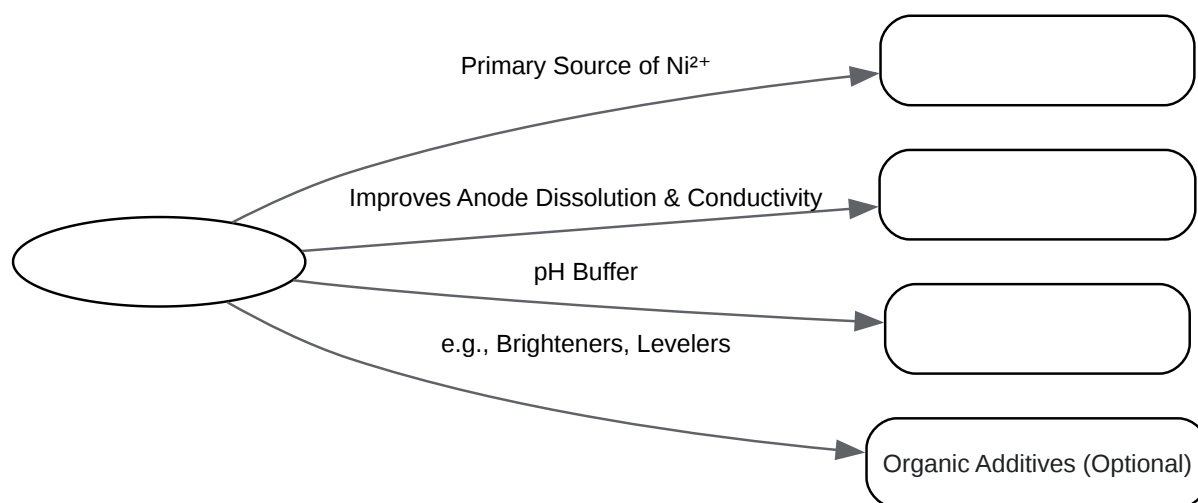 Primary Source of Ni²⁺
Improves Anode Dissolution & Conductivity
pH Buffer
e.g., Brighteners, Levelers
Organic Additives (Optional)